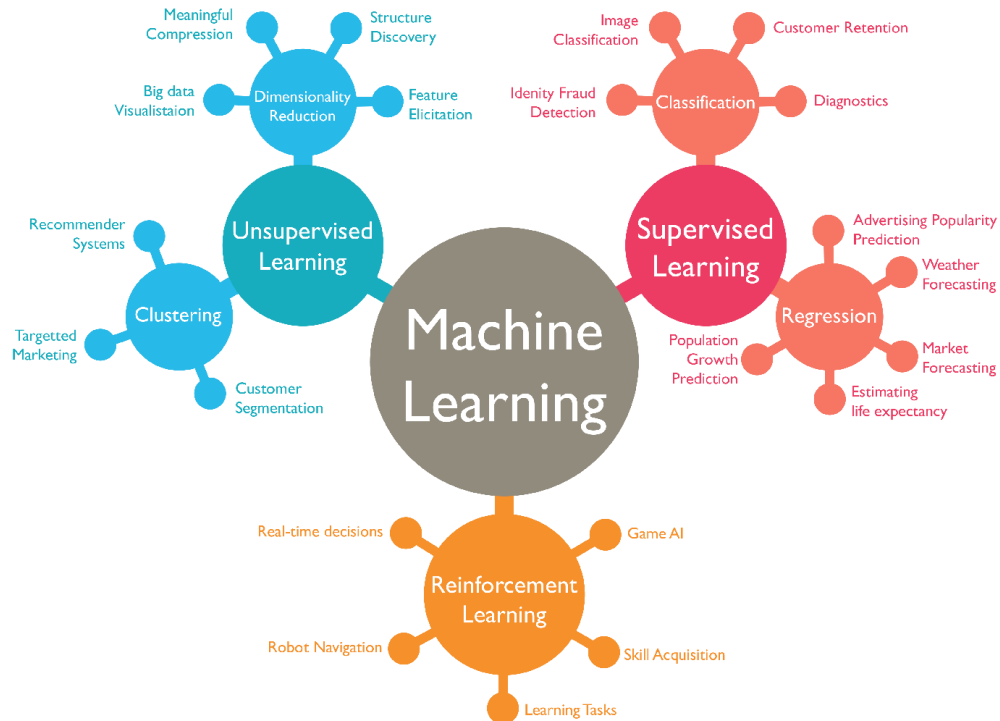 Meaningful
Compression
Structure
Discovery
Big data
Visualistaion
Dimensionality
Reduction
Feature
Elicitation
Image
Classification
Customer Retention
Idenity Fraud
Detection
Classification
Diagnostics
Recommender
Systems
Unsupervised
Learning
Clustering
Targetted
Marketing
Customer
Segmentation
Machine
Learning
Supervised
Learning
Advertising Popularity
Prediction
Weather
Forecasting
Regression
Population
Growth
Prediction
Market
Forecasting
Estimating
life expectancy
Real-time decisions
Game AI
Reinforcement
Learning
Robot Navigation
Skill Acquisition
Learning Tasks